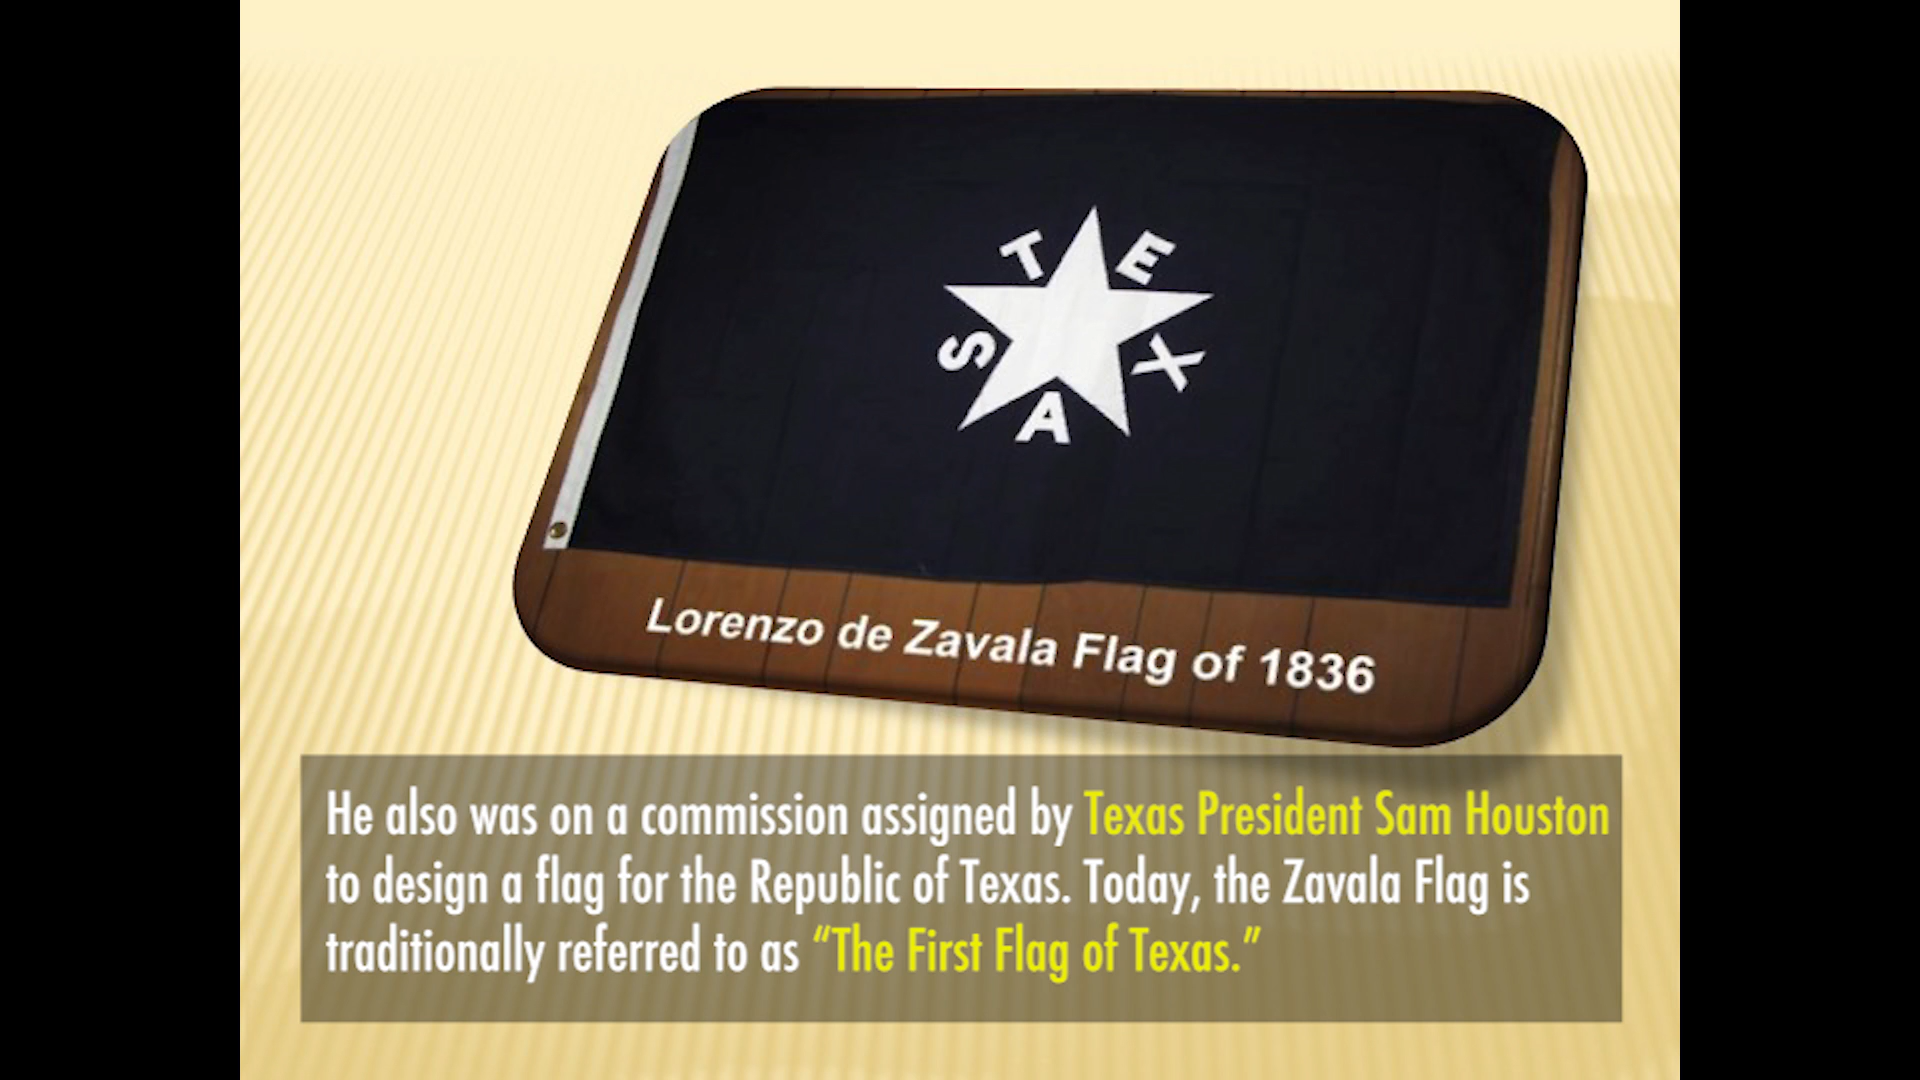 T E
S X
A
Lorenzo de Zavala Flag of 1836
He also was on a commission assigned by Texas President Sam Houston
to design a flag for the Republic of Texas. Today, the Zavala Flag is
traditionally referred to as “The First Flag of Texas.”